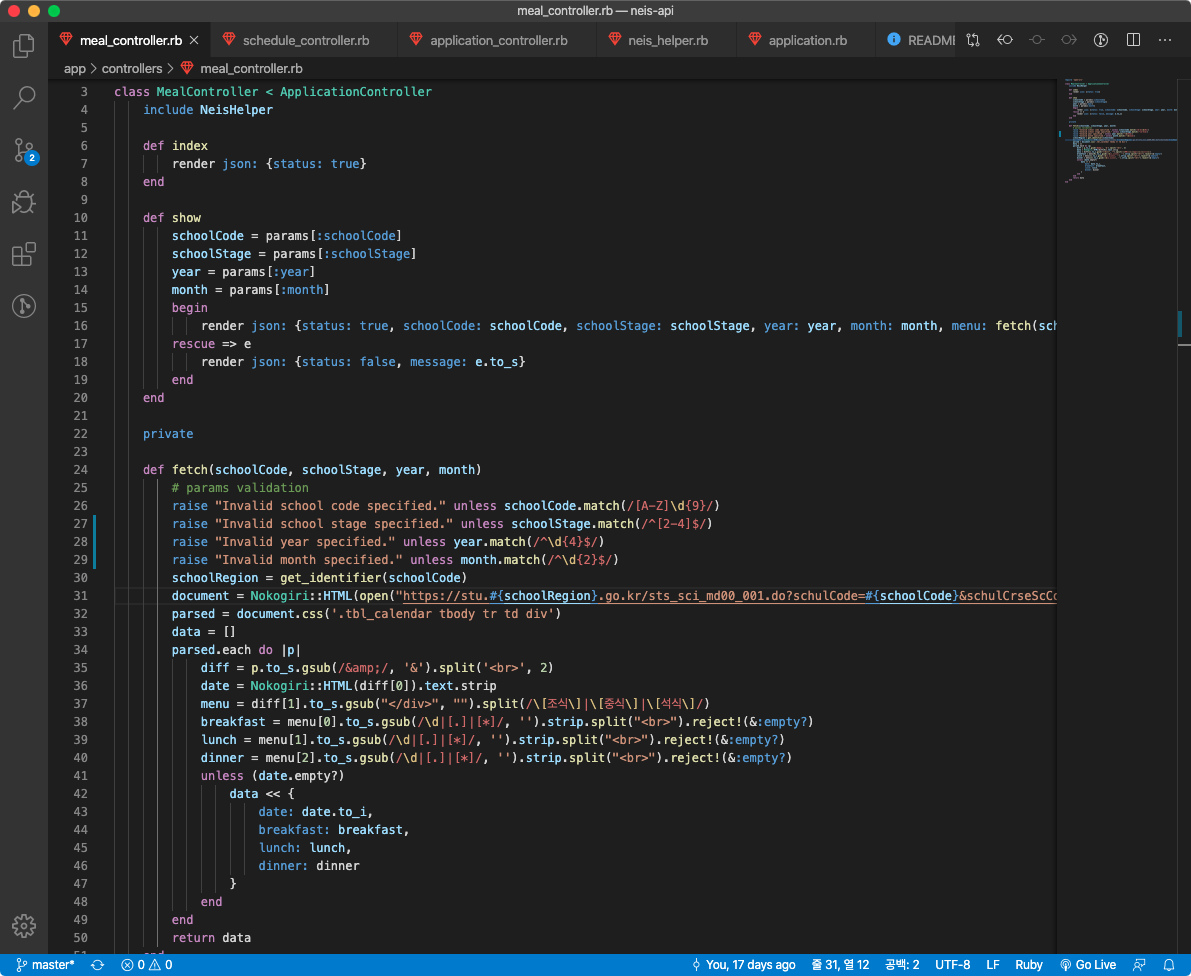 meal_controller.rb — neis-api
meal_controller.rb schedule_controller.rb application_controller.rb neis_helper.rb application.rb README
app > controllers > meal_controller.rb
3 class MealController < ApplicationController
4 include NeisHelper
5
6 def index
7 render json: {status: true}
8 end
9
10 def show
11 schoolCode = params[:schoolCode]
12 schoolStage = params[:schoolStage]
13 year = params[:year]
14 month = params[:month]
15 begin
16 render json: {status: true, schoolCode: schoolCode, schoolStage: schoolStage, year: year, month: month, menu: fetch(sch
17 rescue => e
18 render json: {status: false, message: e.to_s}
19 end
20 end
21
22 private
23
24 def fetch(schoolCode, schoolStage, year, month)
25 # params validation
26 raise "Invalid school code specified." unless schoolCode.match(/[A-Z]\d{9}/)
27 raise "Invalid school stage specified." unless schoolStage.match(/^[2-4]$/)
28 raise "Invalid year specified." unless year.match(/^\d{4}$/)
29 raise "Invalid month specified." unless month.match(/^\d{2}$/)
30 schoolRegion = get_identifier(schoolCode)
31 document = Nokogiri::HTML(open("https://stu.#{schoolRegion}.go.kr/sts_sci_md00_001.do?schulCode=#{schoolCode}&schulCrseScCo
32 parsed = document.css('.tbl_calendar tbody tr td div')
33 data = []
34 parsed.each do |p|
35 diff = p.to_s.gsub(/&amp;/, '&').split('<br>', 2)
36 date = Nokogiri::HTML(diff[0]).text.strip
37 menu = diff[1].to_s.gsub("</div>", "").split(/\[조식\]|\[중식\]|\[석식\]/)
38 breakfast = menu[0].to_s.gsub(/\d|[.]|[*]/, '').strip.split("<br>").reject!(&:empty?)
39 lunch = menu[1].to_s.gsub(/\d|[.]|[*]/, '').strip.split("<br>").reject!(&:empty?)
40 dinner = menu[2].to_s.gsub(/\d|[.]|[*]/, '').strip.split("<br>").reject!(&:empty?)
41 unless (date.empty?)
42 data << {
43 date: date.to_i,
44 breakfast: breakfast,
45 lunch: lunch,
46 dinner: dinner
47 }
48 end
49 end
50 return data
2
master* 0 0 You, 17 days ago 줄 31, 열 12 공백: 2 UTF-8 LF Ruby Go Live